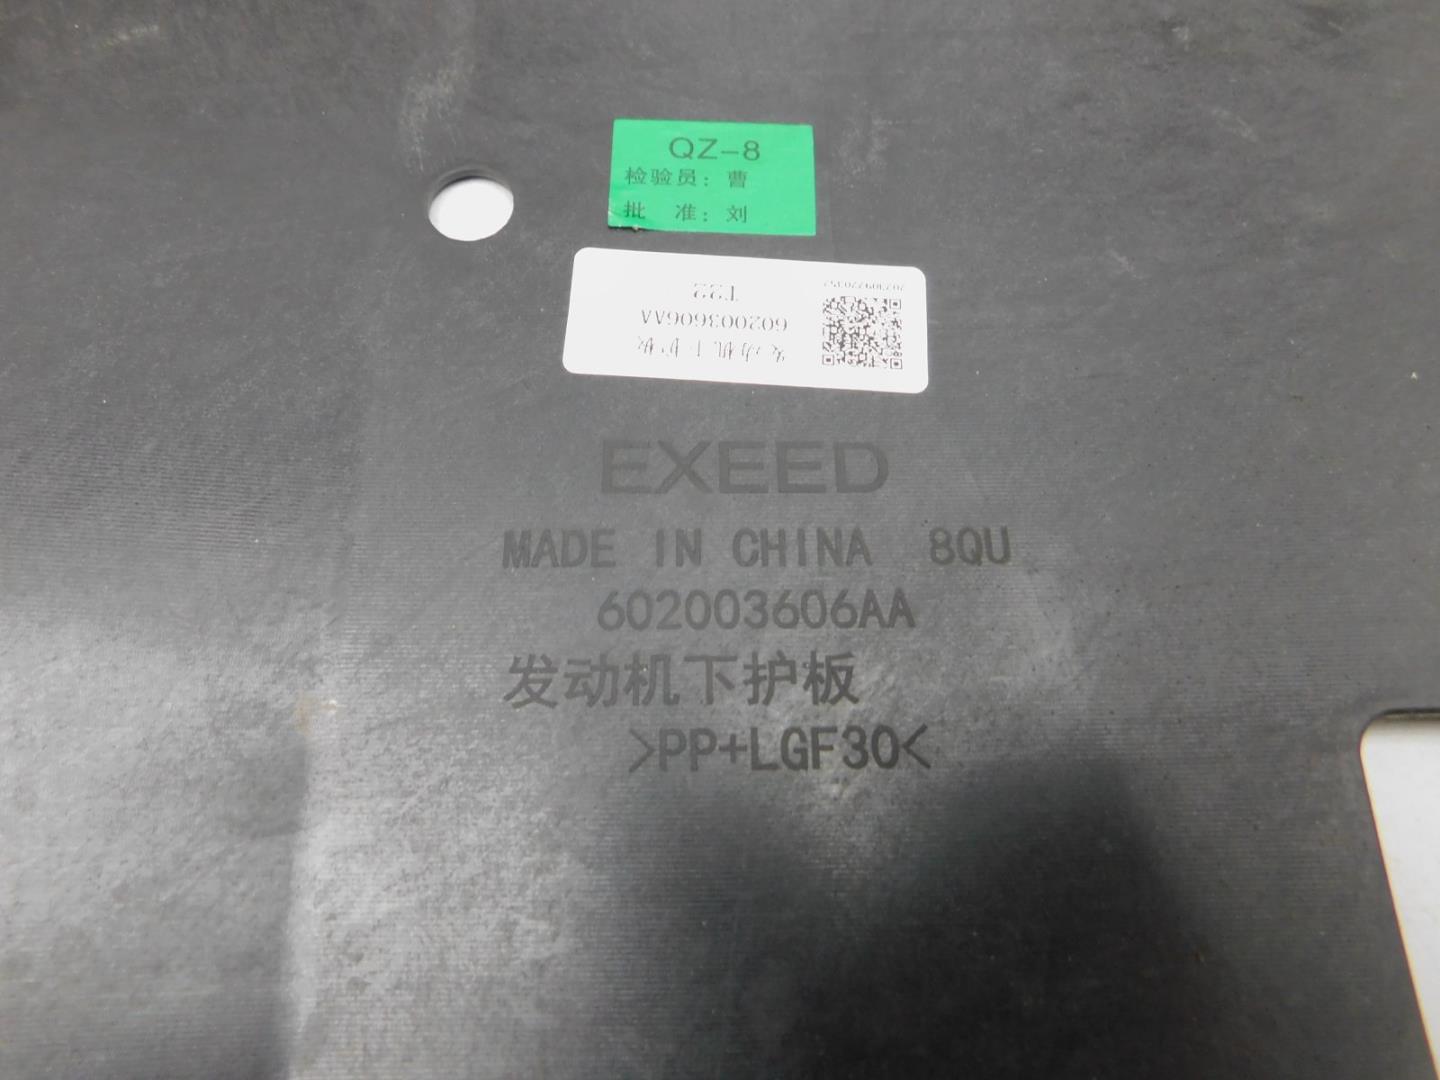 QZ-8
检验员：曹
批 准：刘
发动机下护板
602003606AA
T22
EXEED
MADE IN CHINA 8QU
602003606AA
发动机下护板
>PP+LGF30<